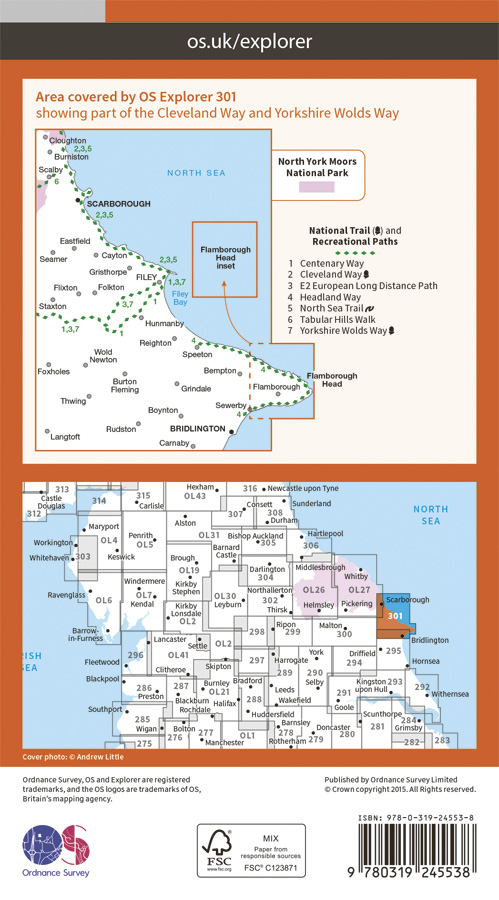 os.uk/explorer
Area covered by OS Explorer 301
showing part of the Cleveland Way and Yorkshire Wolds Way
Cloughton
Burniston
2,3,5
Scalby
6
SCARBOROUGH
2,3,5
NORTH SEA
Eastfield
Seamer
Cayton
2,3,5
Gristhorpe
FILEY
1,3,7
Flixton
Folkton
Filey
Bay
Staxton
3,7
1
1,3,7
1
Hunmanby
Reighton
4
Speeton
Wold
Newton
Foxholes
Bempton
4
Burton
Fleming
Grindale
Flamborough
Flamborough
Head
Thwing
Boynton
Sewerby
4
Rudston
BRIDLINGTON
Langtoft
Carnaby
Flamborough
Head
inset
North York Moors
National Park
National Trail ( ) and
Recreational Paths
1 Centenary Way
2 Cleveland Way
3 E2 European Long Distance Path
4 Headland Way
5 North Sea Trail
6 Tabular Hills Walk
7 Yorkshire Wolds Way
313
Castle
Douglas
312
314
315
Carlisle
Hexham
OL43
316
Newcastle upon Tyne
307
Consett
308
Sunderland
Durham
NORTH
SEA
Maryport
Alston
OL31
Bishop Auckland
305
Hartlepool
306
Workington
OL4
Penrith
OL5
Whitehaven
303
Keswick
Brough
OL19
Barnard
Castle
Darlington
304
Middlesbrough
Whitby
Kirkby
Stephen
Windermere
OL7
Kendal
Ravenglass
OL6
OL30
Leyburn
Northallerton
302
OL26
OL27
Helmsley
Pickering
Scarborough
301
Kirkby
Lonsdale
OL2
Thirsk
Ripon
298
299
Malton
300
Barrow-
in-Furness
Lancaster
Settle
OL2
Bridlington
IRISH
SEA
296
OL41
Skipton
297
Harrogate
York
Driffield
294
295
Hornsea
Fleetwood
Clitheroe
289
290
Selby
Blackpool
286
Preston
287
Burnley
OL21
Bradford
Leeds
Kingston
upon Hull
293
292
Withernsea
Blackburn
Rochdale
Halifax
288
Wakefield
291
Goole
Southport
285
Huddersfield
Scunthorpe
284
Grimsby
Wigan
Bolton
Barnsley
Doncaster
281
275
276
277
Manchester
OL1
278
Rotherham
279
280
282
283
Cover photo: © Andrew Little
Ordnance Survey, OS and Explorer are registered
trademarks, and the OS logos are trademarks of OS,
Britain's mapping agency.
Published by Ordnance Survey Limited
© Crown copyright 2015. All Rights reserved.
OS
Ordnance Survey
FSC
www.fsc.org
MIX
Paper from
responsible sources
FSC® C123871
ISBN: 978-0-319-24553-8
9 780319 245538